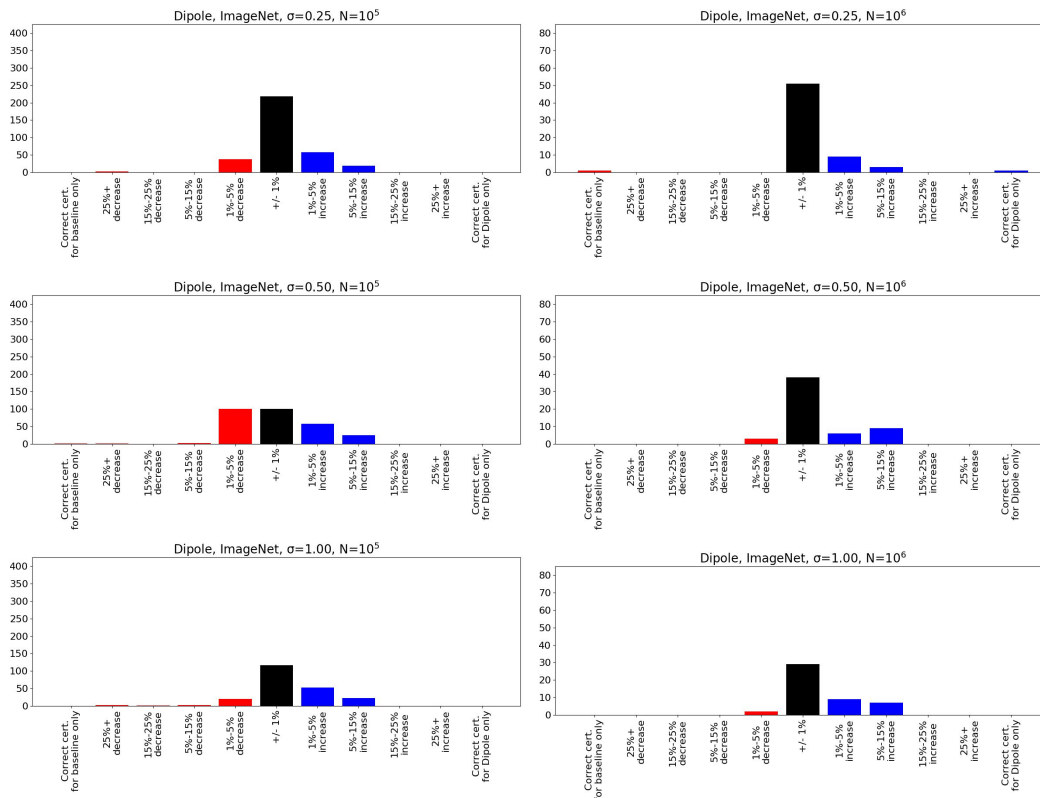 Dipole, ImageNet, σ=0.25, N=10⁵
400
350
300
250
200
150
100
50
0
Correct cert.
for baseline only
25%+
decrease
15%-25%
decrease
5%-15%
decrease
1%-5%
decrease
+/- 1%
1%-5%
increase
5%-15%
increase
15%-25%
increase
25%+
increase
Correct cert.
for Dipole only
Dipole, ImageNet, σ=0.25, N=10⁶
80
70
60
50
40
30
20
10
0
Correct cert.
for baseline only
25%+
decrease
15%-25%
decrease
5%-15%
decrease
1%-5%
decrease
+/- 1%
1%-5%
increase
5%-15%
increase
15%-25%
increase
25%+
increase
Correct cert.
for Dipole only
Dipole, ImageNet, σ=0.50, N=10⁵
400
350
300
250
200
150
100
50
0
Correct cert.
for baseline only
25%+
decrease
15%-25%
decrease
5%-15%
decrease
1%-5%
decrease
+/- 1%
1%-5%
increase
5%-15%
increase
15%-25%
increase
25%+
increase
Correct cert.
for Dipole only
Dipole, ImageNet, σ=0.50, N=10⁶
80
70
60
50
40
30
20
10
0
Correct cert.
for baseline only
25%+
decrease
15%-25%
decrease
5%-15%
decrease
1%-5%
decrease
+/- 1%
1%-5%
increase
5%-15%
increase
15%-25%
increase
25%+
increase
Correct cert.
for Dipole only
Dipole, ImageNet, σ=1.00, N=10⁵
400
350
300
250
200
150
100
50
0
Correct cert.
for baseline only
25%+
decrease
15%-25%
decrease
5%-15%
decrease
1%-5%
decrease
+/- 1%
1%-5%
increase
5%-15%
increase
15%-25%
increase
25%+
increase
Correct cert.
for Dipole only
Dipole, ImageNet, σ=1.00, N=10⁶
80
70
60
50
40
30
20
10
0
Correct cert.
for baseline only
25%+
decrease
15%-25%
decrease
5%-15%
decrease
1%-5%
decrease
+/- 1%
1%-5%
increase
5%-15%
increase
15%-25%
increase
25%+
increase
Correct cert.
for Dipole only